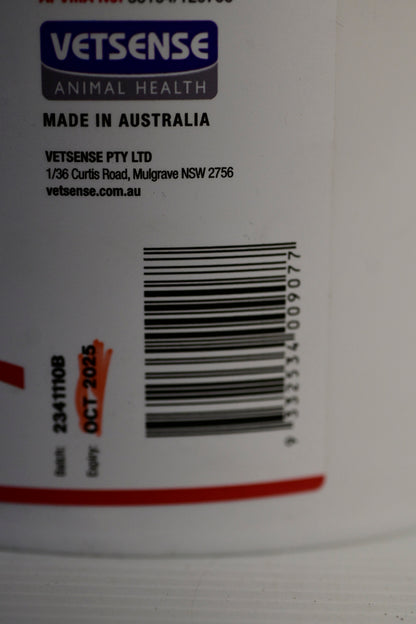 VETSENSE
ANIMAL HEALTH
MADE IN AUSTRALIA
VETSENSE PTY LTD
1/36 Curtis Road, Mulgrave NSW 2756
vetsense.com.au
Batch: 2341110B
Expiry: OCT 2025
9 332534 009077